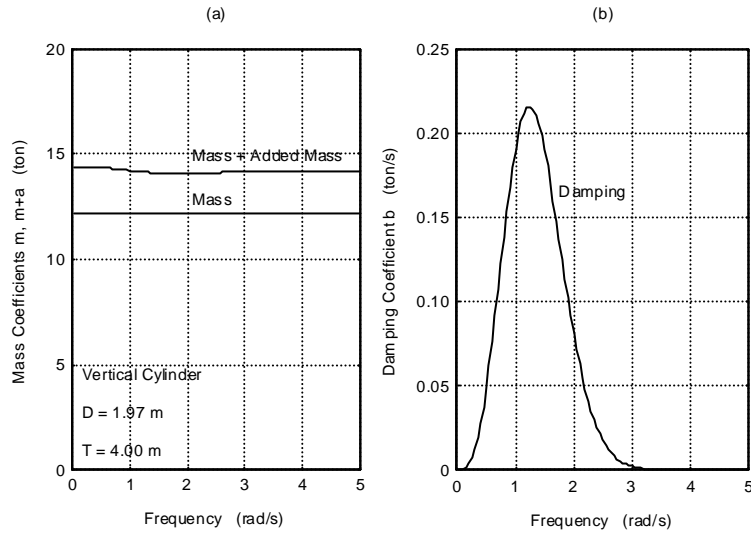 (a)
20
15
10
5
0
Mass Coefficients m, m+a (ton)
Mass + Added Mass
Mass
Vertical Cylinder
D = 1.97 m
T = 4.00 m
0 1 2 3 4 5
Frequency (rad/s)
(b)
0.25
0.20
0.15
0.10
0.05
0
Damping Coefficient b (ton/s)
Damping
0 1 2 3 4 5
Frequency (rad/s)